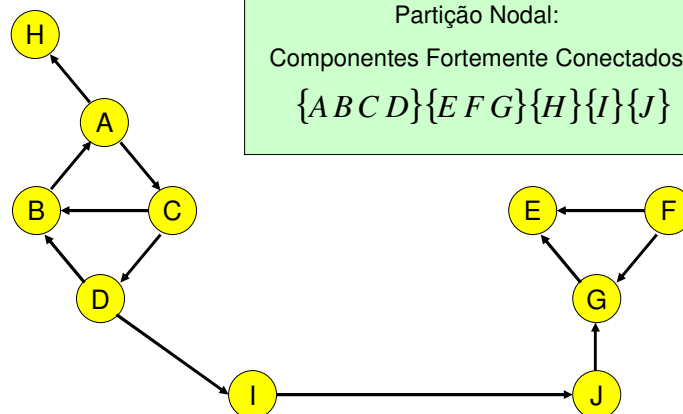 Partição Nodal:
Componentes Fortemente Conectados
{A B C D}{E F G}{H}{I}{J}
H
A
B
C
E
F
D
G
I
J